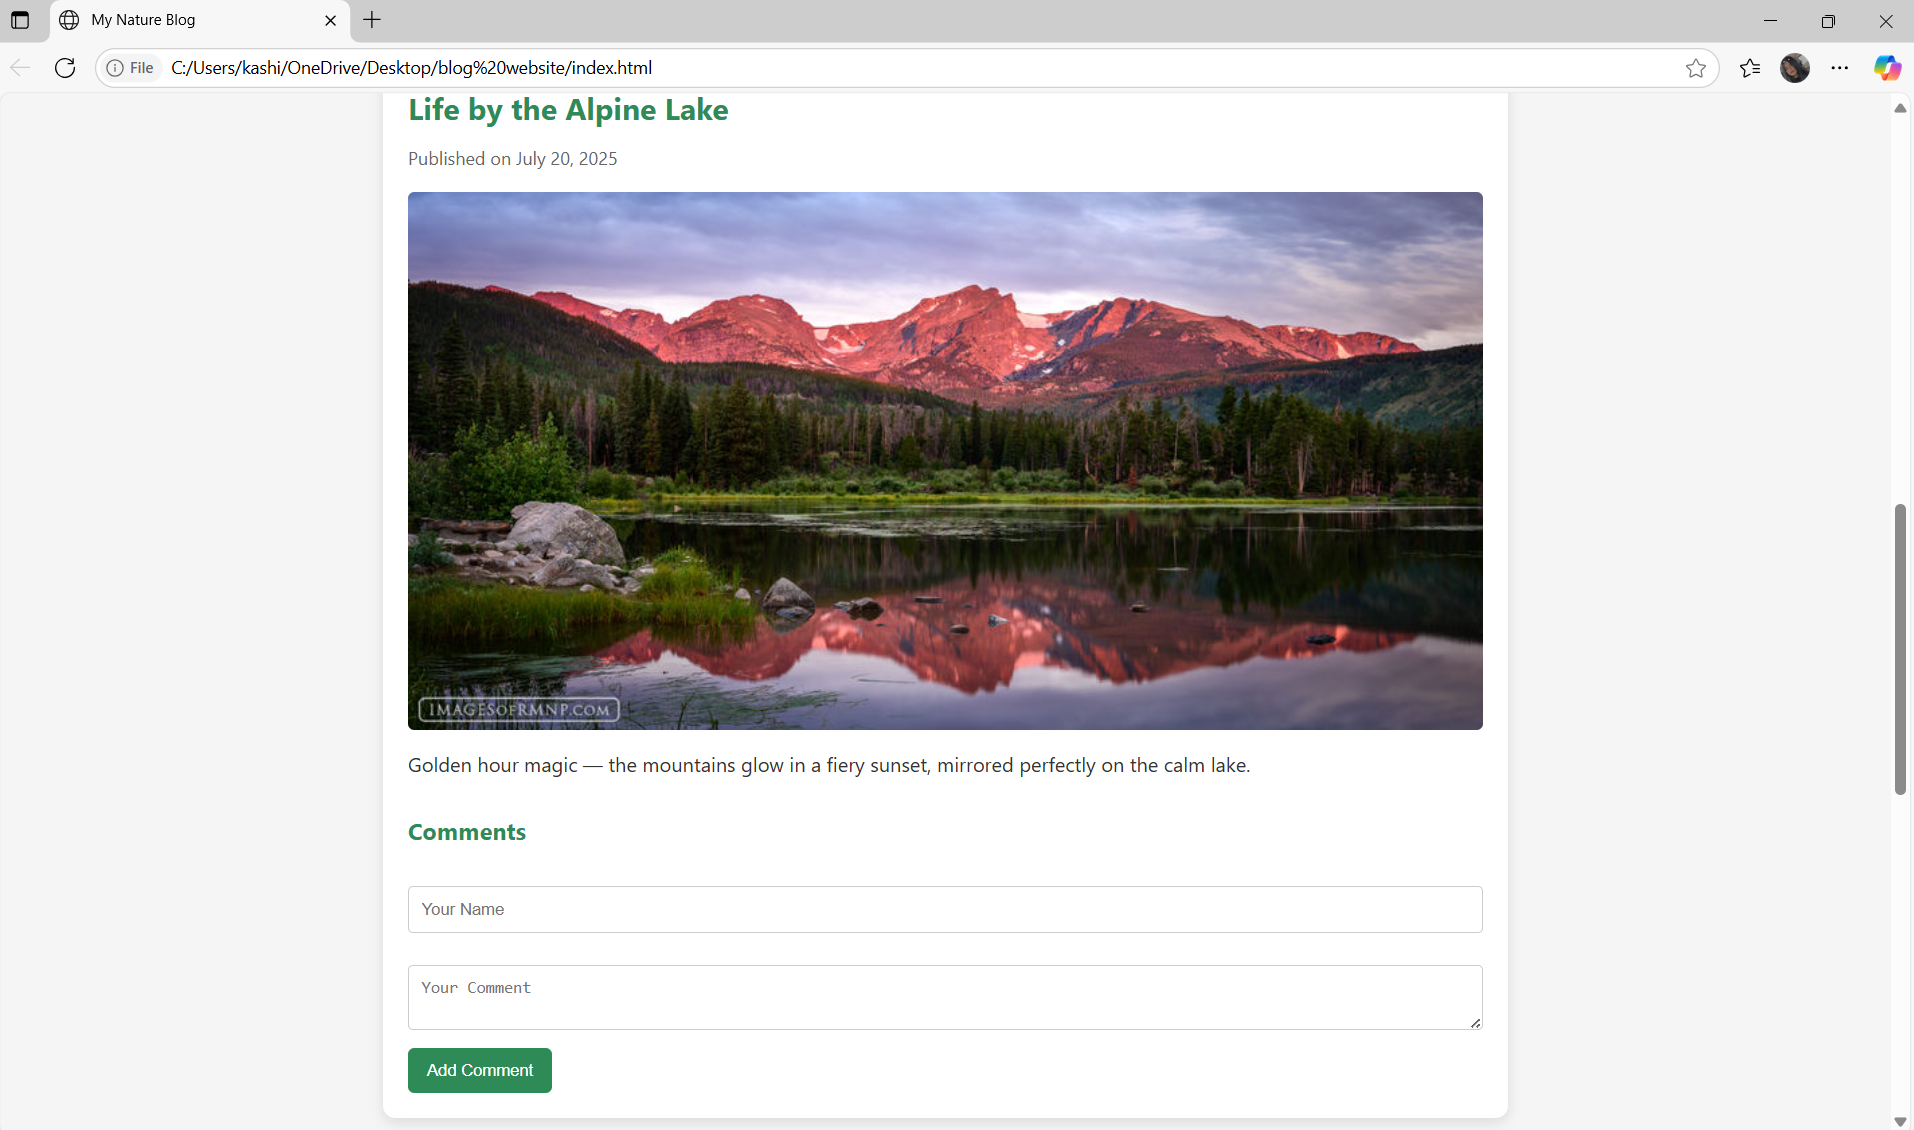 My Nature Blog
File C:/Users/kashi/OneDrive/Desktop/blog%20website/index.html
Life by the Alpine Lake
Published on July 20, 2025
IMAGESOFRMNP.COM
Golden hour magic — the mountains glow in a fiery sunset, mirrored perfectly on the calm lake.
Comments
Your Name
Your Comment
Add Comment